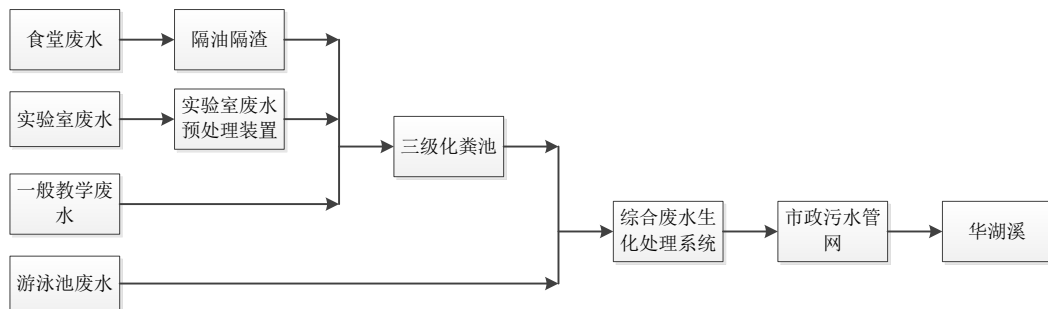 食堂废水
隔油隔渣
实验室废水
实验室废水
预处理装置
三级化粪池
一般教学废
水
综合废水生
化处理系统
市政污水管
网
华湖溪
游泳池废水